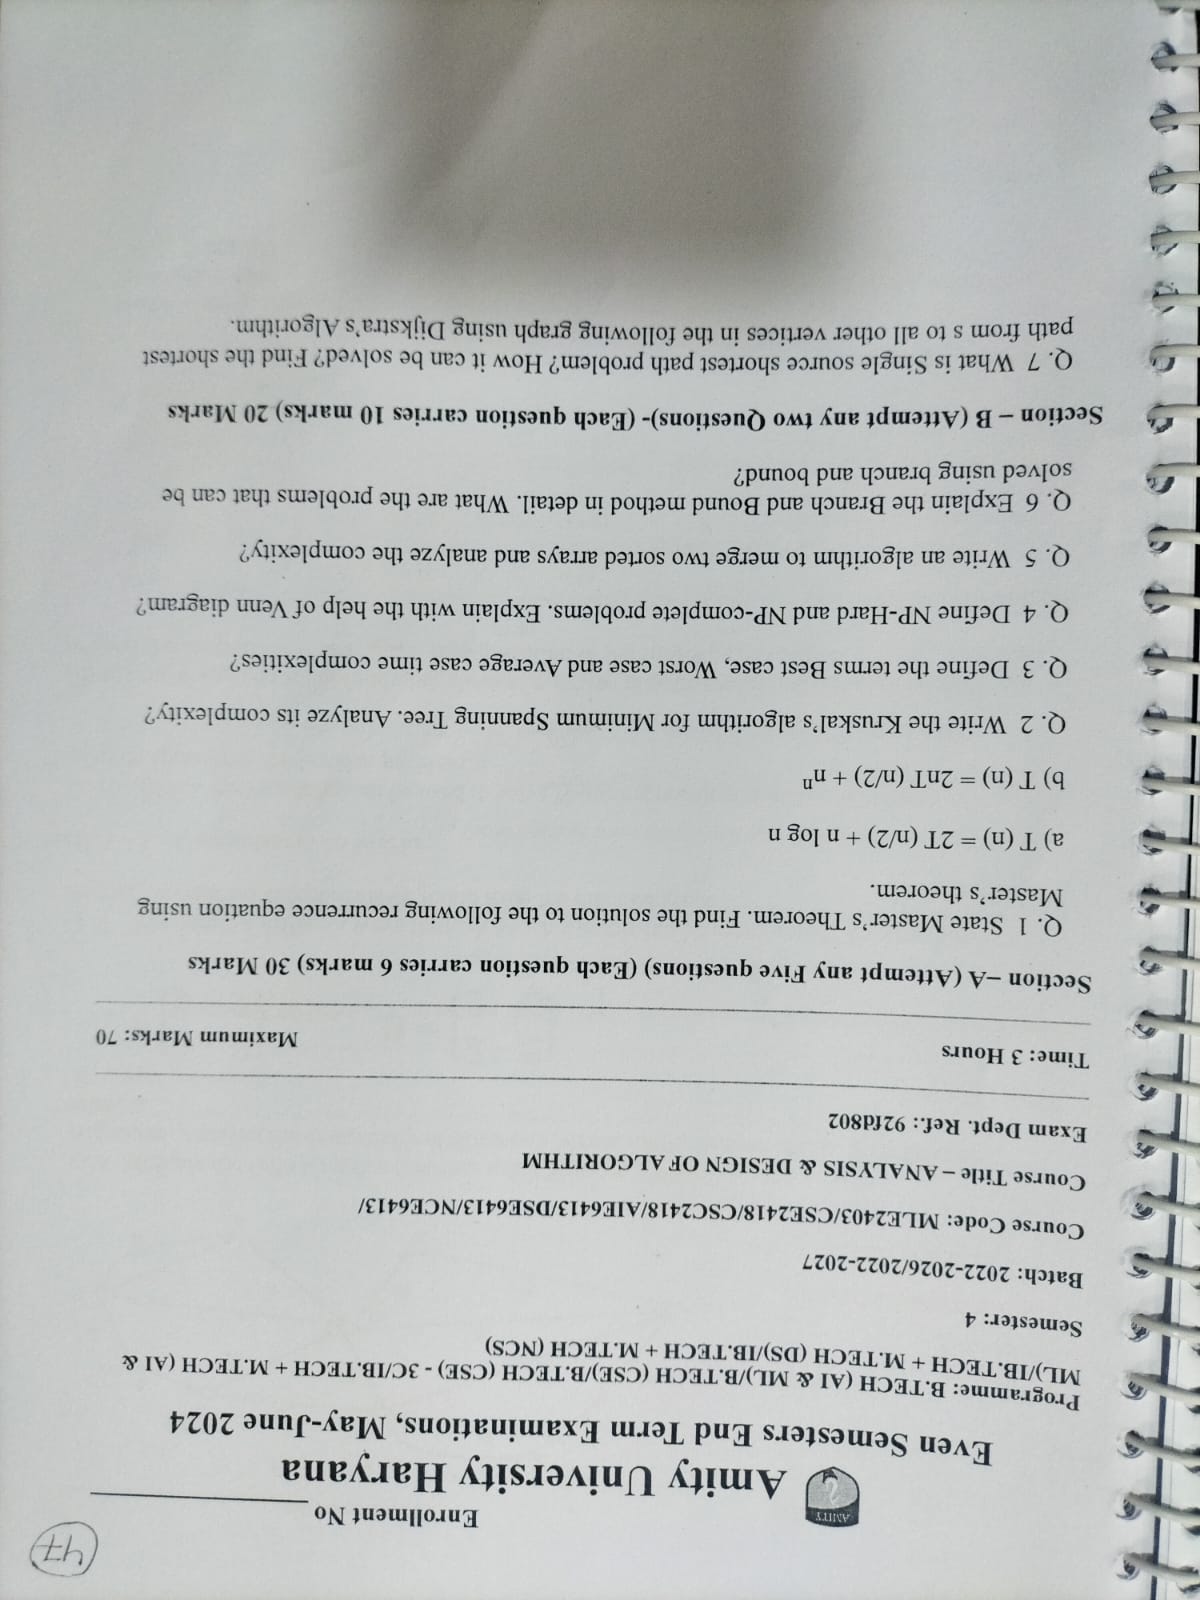 47
Enrollment No
AMITY
Amity University Haryana
Even Semesters End Term Examinations, May-June 2024
Programme: B.TECH (AI & ML)/B.TECH (CSE)/B.TECH (CSE) - 3C/IB.TECH + M.TECH (AI &
ML)/IB.TECH + M.TECH (DS)/IB.TECH + M.TECH (NCS)
Semester: 4
Batch: 2022-2026/2022-2027
Course Code: MLE2403/CSE2418/CSC2418/AIE6413/DSE6413/NCE6413/
Course Title – ANALYSIS & DESIGN OF ALGORITHM
Exam Dept. Ref.: 92fd802
Time: 3 Hours
Maximum Marks: 70
Section –A (Attempt any Five questions) (Each question carries 6 marks) 30 Marks
Q. 1 State Master’s Theorem. Find the solution to the following recurrence equation using
Master’s theorem.
a) T (n) = 2T (n/2) + n log n
b) T (n) = 2nT (n/2) + nⁿ
Q. 2 Write the Kruskal’s algorithm for Minimum Spanning Tree. Analyze its complexity?
Q. 3 Define the terms Best case, Worst case and Average case time complexities?
Q. 4 Define NP-Hard and NP-complete problems. Explain with the help of Venn diagram?
Q. 5 Write an algorithm to merge two sorted arrays and analyze the complexity?
Q. 6 Explain the Branch and Bound method in detail. What are the problems that can be
solved using branch and bound?
Section – B (Attempt any two Questions)- (Each question carries 10 marks) 20 Marks
Q. 7 What is Single source shortest path problem? How it can be solved? Find the shortest
path from s to all other vertices in the following graph using Dijkstra’s Algorithm.